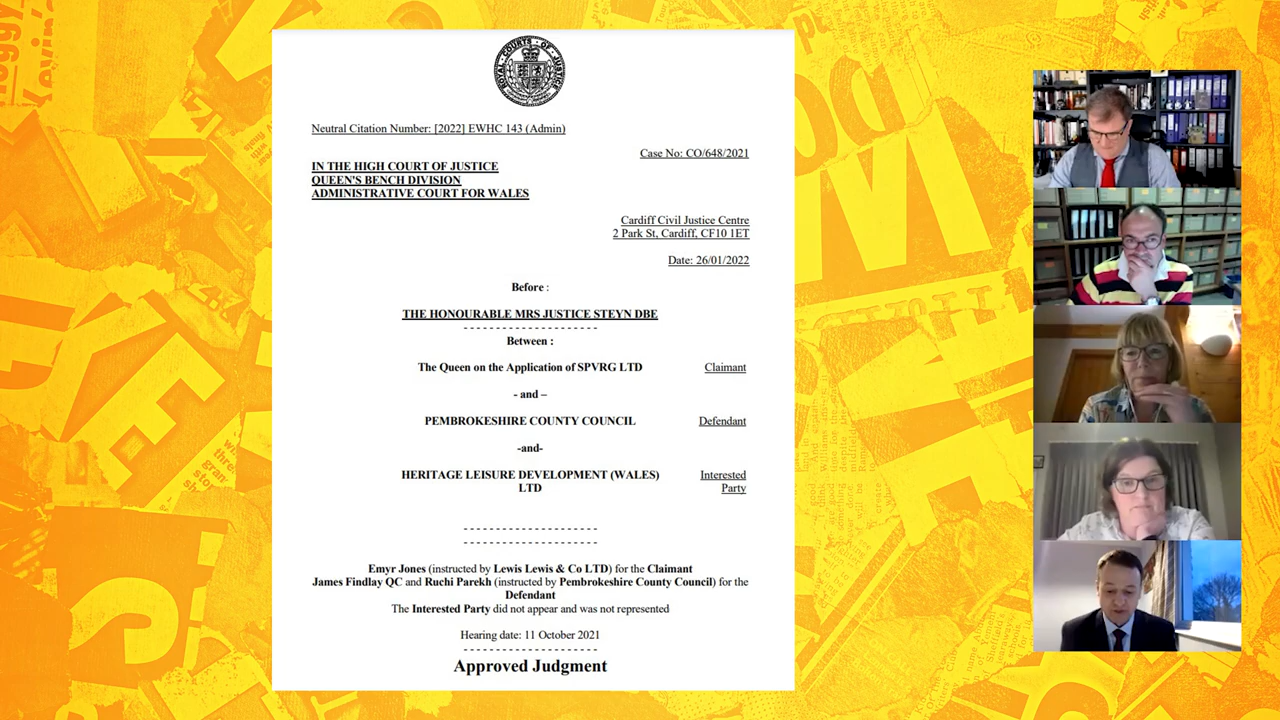 ROYAL · COURTS · OF · JUSTICE
Neutral Citation Number: [2022] EWHC 143 (Admin)
Case No: CO/648/2021
IN THE HIGH COURT OF JUSTICE
QUEEN'S BENCH DIVISION
ADMINISTRATIVE COURT FOR WALES
Cardiff Civil Justice Centre
2 Park St, Cardiff, CF10 1ET
Date: 26/01/2022
Before :
THE HONOURABLE MRS JUSTICE STEYN DBE
- - - - - - - - - - - - - - - - - - - - -
Between :
The Queen on the Application of SPVRG LTD Claimant
- and –
PEMBROKESHIRE COUNTY COUNCIL Defendant
-and-
HERITAGE LEISURE DEVELOPMENT (WALES) Interested
LTD Party
- - - - - - - - - - - - - - - - - - - - -
- - - - - - - - - - - - - - - - - - - - -
Emyr Jones (instructed by Lewis Lewis & Co LTD) for the Claimant
James Findlay QC and Ruchi Parekh (instructed by Pembrokeshire County Council) for the
Defendant
The Interested Party did not appear and was not represented
Hearing date: 11 October 2021
- - - - - - - - - - - - - - - - - - - - -
Approved Judgment